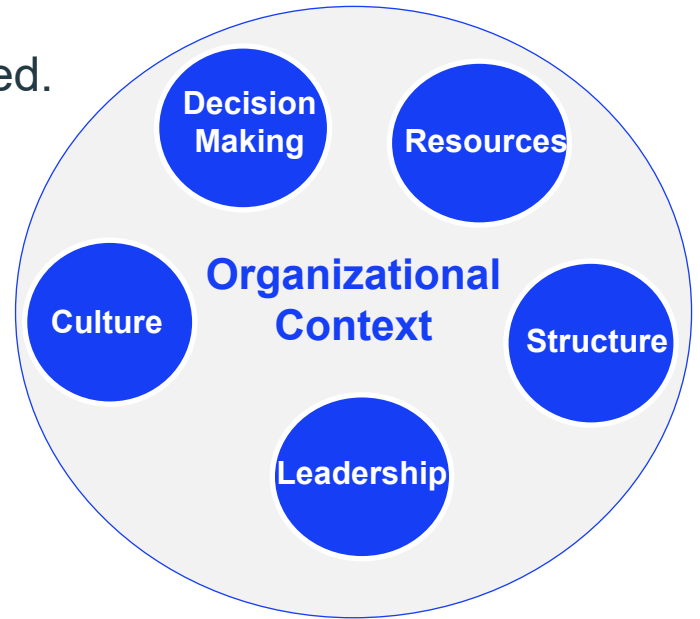 ed.
Decision
Making
Resources
Organizational
Context
Culture
Structure
Leadership